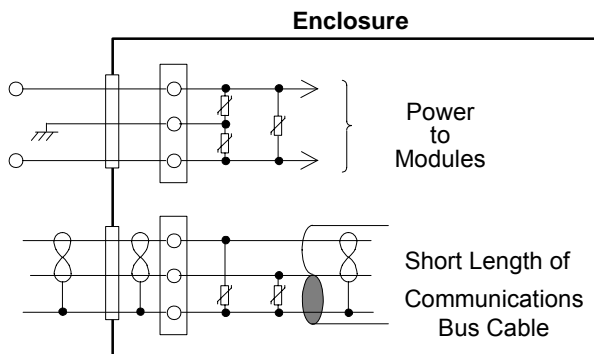 Enclosure
Power
to
Modules
Short Length of
Communications
Bus Cable